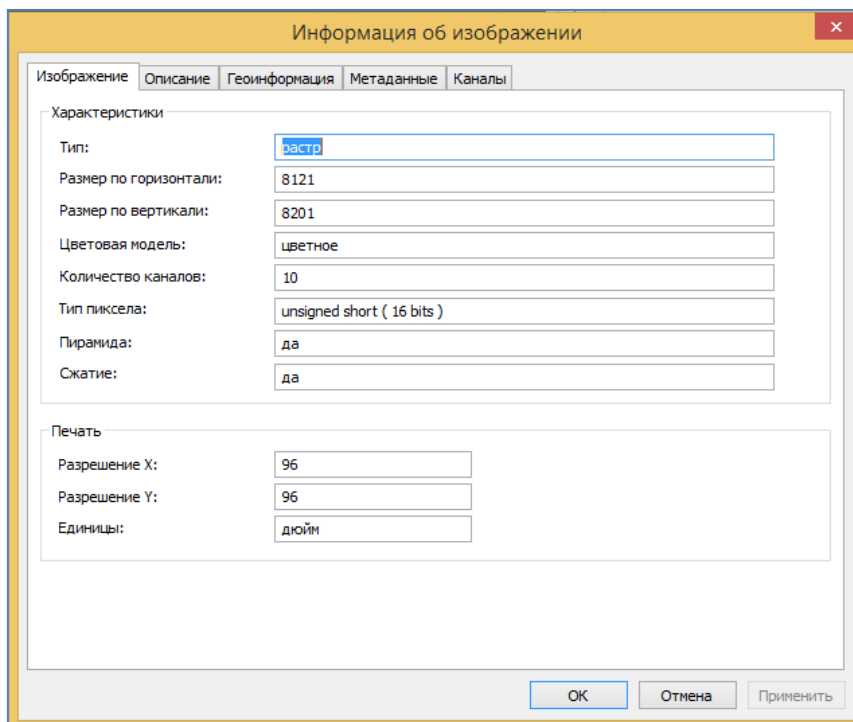 Информация об изображении
Изображение Описание Геоинформация Метаданные Каналы
Характеристики
Тип: растр
Размер по горизонтали: 8121
Размер по вертикали: 8201
Цветовая модель: цветное
Количество каналов: 10
Тип пиксела: unsigned short ( 16 bits )
Пирамида: да
Сжатие: да
Печать
Разрешение X: 96
Разрешение Y: 96
Единицы: дюйм
ОК Отмена Применить